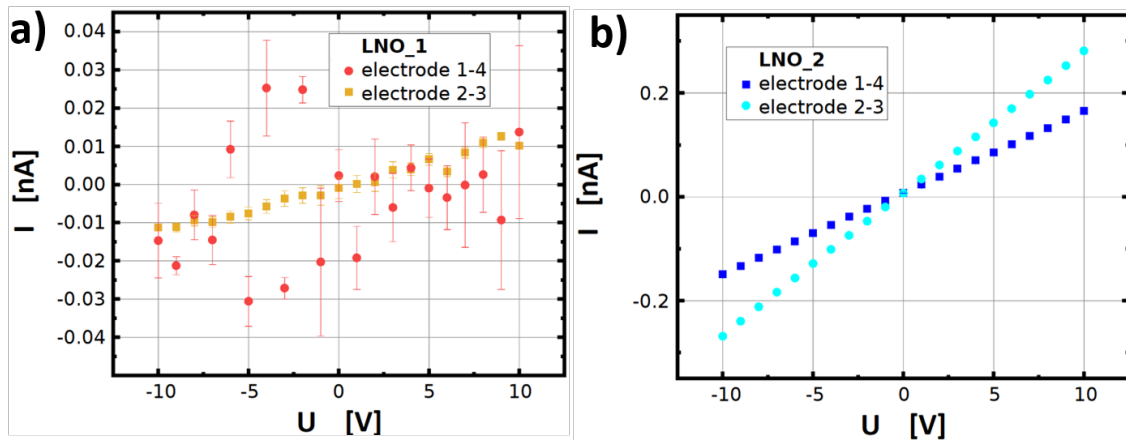 a)
LNO_1
electrode 1-4
electrode 2-3
0.04
0.03
0.02
0.01
0.00
-0.01
-0.02
-0.03
-0.04
I [nA]
-10
-5
0
5
10
U [V]
b)
LNO_2
electrode 1-4
electrode 2-3
0.2
0.0
-0.2
I [nA]
-10
-5
0
5
10
U [V]